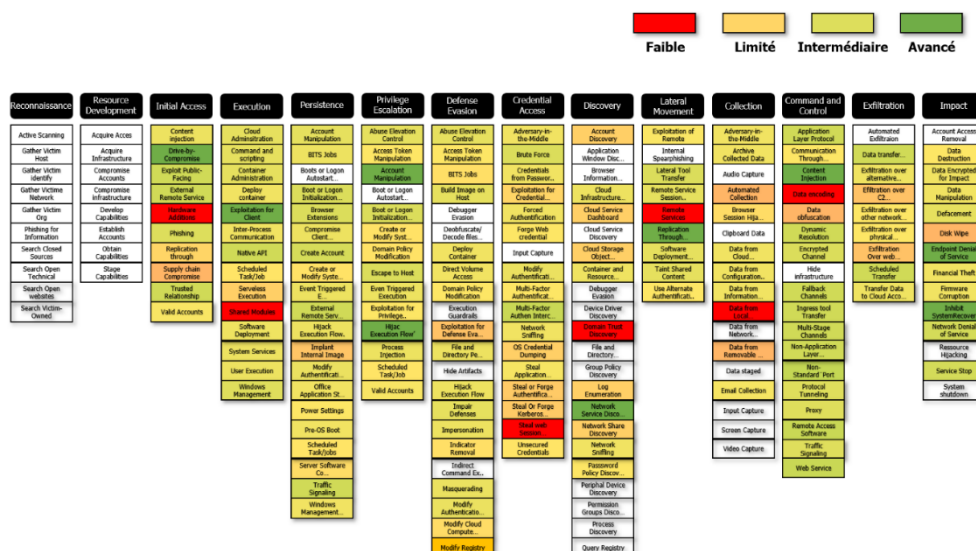 Faible
Limité
Intermédiaire
Avancé
Reconnaissance
Active Scanning
Gather Victim
Host
Gather Victim
identify
Gather Victime
Network
Gather Victim
Org
Phishing for
Information
Search Closed
Sources
Search Open
Technical
Search Open
websites
Search Victim-
Owned
Resource
Development
Acquire Acces
Acquire
Infrastructure
Compromise
Accounts
Compromise
infrastructure
Develop
Capabilities
Establish
Accounts
Obtain
Capabilities
Stage
Capabilities
Initial Access
Content
injection
Drive-by
Compromise
Exploit Public-
Facing
External
Remote Service
Hardware
Additions
Phishing
Replication
through
Supply chain
Compromise
Trusted
Relationship
Valid Accounts
Execution
Cloud
Adminsitration
Command and
scripting
Container
Administration
Deploy
container
Exploitation for
Client
Inter-Process
Communication
Native API
Scheduled
Task/Job
Serveless
Execution
Shared Modules
Software
Deployment
System Services
User Execution
Windows
Management
Persistence
Account
Manipulation
BITS Jobs
Boots or Logon
Autostart...
Boot or Logon
Initialization...
Browser
Extensions
Compromise
Client...
Create Account
Create or
Modify Syste...
Event Triggered
E...
External
Remote Serv...
Hijack
Execution Flow..
Implant
Internal Image
Modify
Authentificati...
Office
Application St...
Power Settings
Pre-OS Boot
Scheduled
Task/jobs
Server Software
Co...
Traffic
Signaling
Windows
Management...
Privilege
Escalation
Abuse Elevation
Control
Access Token
Manipulation
Account
Manipulation
Boot or Logon
Autostart...
Boot or Logon
Initialization...
Create or
Modify Syst...
Domain Policy
Modification
Escape to Host
Even Triggered
Execution
Exploitation for
Privilege...
Hijac
Execution Flow'
Process
Injection
Scheduled
Task/Job
Valid Accounts
Defense
Evasion
Abuse Elevation
Control
Access Token
Manipulation
BITS Jobs
Build Image on
Host
Debugger
Evasion
Deobfuscate/
Decode files...
Deploy
Container
Direct Volume
Access
Domain Policy
Modification
Execution
Guardrails
Exploitation for
Defense Eva...
File and
Directory Pe...
Hide Artifacts
Hijack
Execution Flow
Impair
Defenses
Impersonation
Indicator
Removal
Indirect
Command Ex..
Masquerading
Modify
Authenticatio...
Modify Cloud
Compute...
Modify Registry
Credential
Access
Adversary-in-
the-Middle
Brute Force
Credentials
from Password...
Exploitation for
Credential...
Forced
Authentification
Forge Web
credential
Input Capture
Modify
Authentificati...
Multi-Factor
Authentificat...
Multi-Factor
Authen Interc...
Network
Sniffing
OS Credential
Dumping
Steal
Application...
Steal or Forge
Authentifica...
Steal Or Forge
Kerberos...
Steal web
Session...
Unsecured
Credentials
Discovery
Account
Discovery
Application
Window Disc...
Browser
Information...
Cloud
Infrastructure...
Cloud Service
Dashboard
Cloud Service
Discovery
Cloud Storage
Object...
Container and
Resource...
Debugger
Evasion
Device Driver
Discovery
Domain Trust
Discovery
File and
Directory...
Group Policy
Discovery
Log
Enumeration
Network
Service Disco...
Network Share
Discovery
Network
Sniffling
Password
Policy Discov...
Periphal Device
Discovery
Permission
Groups Disco...
Process
Discovery
Query Registry
Lateral
Movement
Exploitation of
Remote
Internal
Spearphishing
Lateral Tool
Transfer
Remote Service
Session...
Remote
Services
Replication
Through...
Software
Deployment...
Taint Shared
Content
Use Alternate
Authentificati...
Collection
Adversary-in-
the-Middle
Archive
Collected Data
Audio Capture
Automated
Collection
Browser
Session Hija...
Clipboard Data
Data from
Cloud...
Data from
Configuration...
Data from
Information...
Data from
Local...
Data from
Network...
Data from
Removable ...
Data staged
Email Collection
Input Capture
Screen Capture
Video Capture
Command and
Control
Application
Layer Protocol
Communication
Through...
Content
Injection
Data encoding
Data
obfuscation
Dynamic
Resolution
Encrypted
Channel
Hide
infrastructure
Fallback
Channels
Ingress tool
Transfer
Multi-Stage
Channels
Non-Application
Layer...
Non-
Standard Port
Protocol
Tunneling
Proxy
Remote Access
Software
Traffic
Signaling
Web Service
Exfiltration
Automated
Exfiltraion
Data transfer...
Exfiltration over
alternative...
Efiltration over
C2...
Exfiltration over
other network...
Exfiltration over
physical...
Exfiltration
Over web...
Scheduled
Transfer
Transfer Data
to Cloud Acco...
Impact
Account Access
Removal
Data
Destruction
Data Encrypted
for Impact
Data
Manipulation
Defacement
Disk Wipe
Endpoint Denial
of Service
Financial Theft
Firmware
Corruption
Inhibit
SystemRecover
Network Denial
of Service
Ressource
Hijacking
Service Stop
System
shutdown